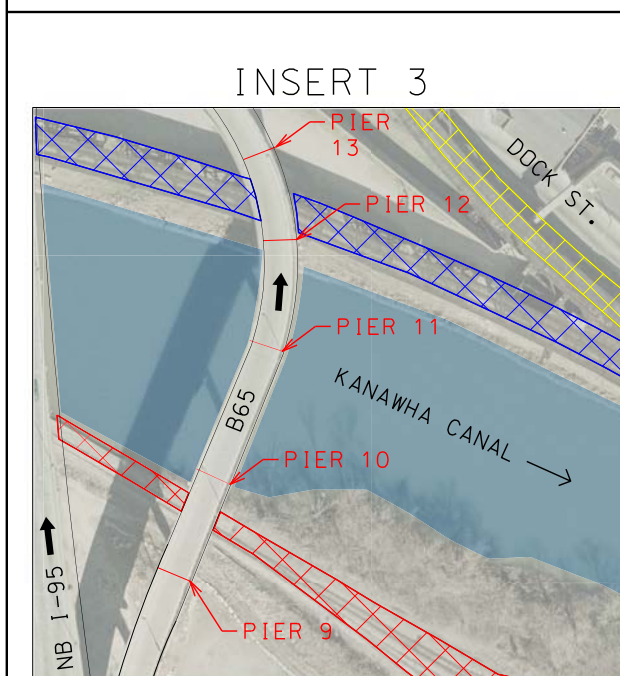 INSERT 3
PIER
13
DOCK ST.
PIER 12
PIER 11
KANAWHA CANAL
B65
PIER 10
NB I-95
PIER 9